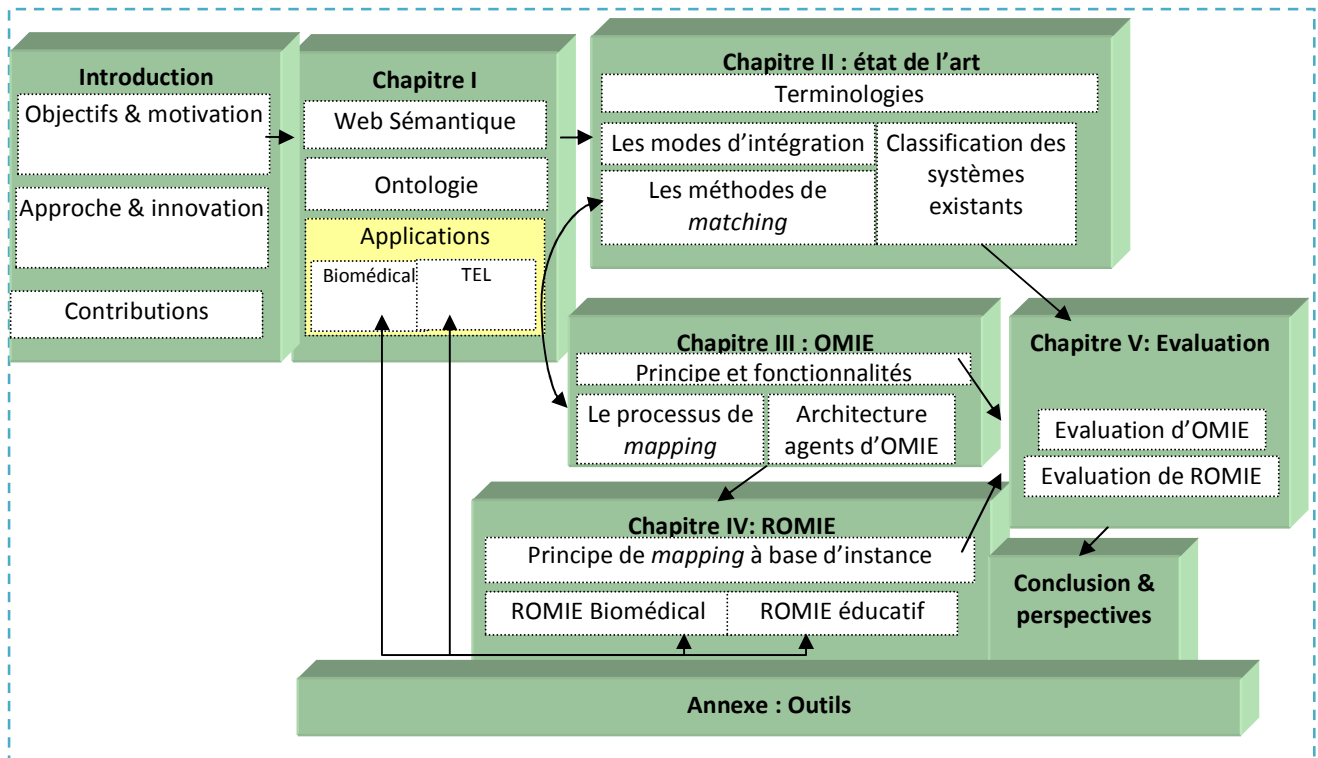 Introduction
Objectifs & motivation
Approche & innovation
Contributions
Chapitre I
Web Sémantique
Ontologie
Applications
Biomédical
TEL
Chapitre II : état de l'art
Terminologies
Les modes d'intégration
Les méthodes de
matching
Classification des
systèmes
existants
Chapitre III : OMIE
Principe et fonctionnalités
Le processus de
mapping
Architecture
agents d'OMIE
Chapitre IV: ROMIE
Principe de mapping à base d'instance
ROMIE Biomédical
ROMIE éducatif
Chapitre V: Evaluation
Evaluation d'OMIE
Evaluation de ROMIE
Conclusion &
perspectives
Annexe : Outils